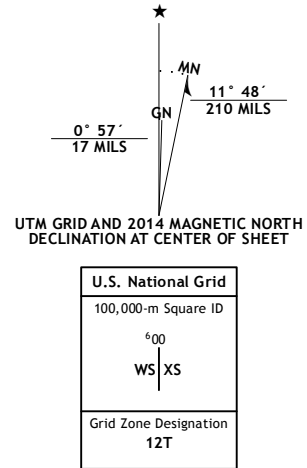 ★
MN
GN
11° 48´
210 MILS
0° 57´
17 MILS
UTM GRID AND 2014 MAGNETIC NORTH
DECLINATION AT CENTER OF SHEET
U.S. National Grid
100,000-m Square ID
⁶00
WS XS
Grid Zone Designation
12T